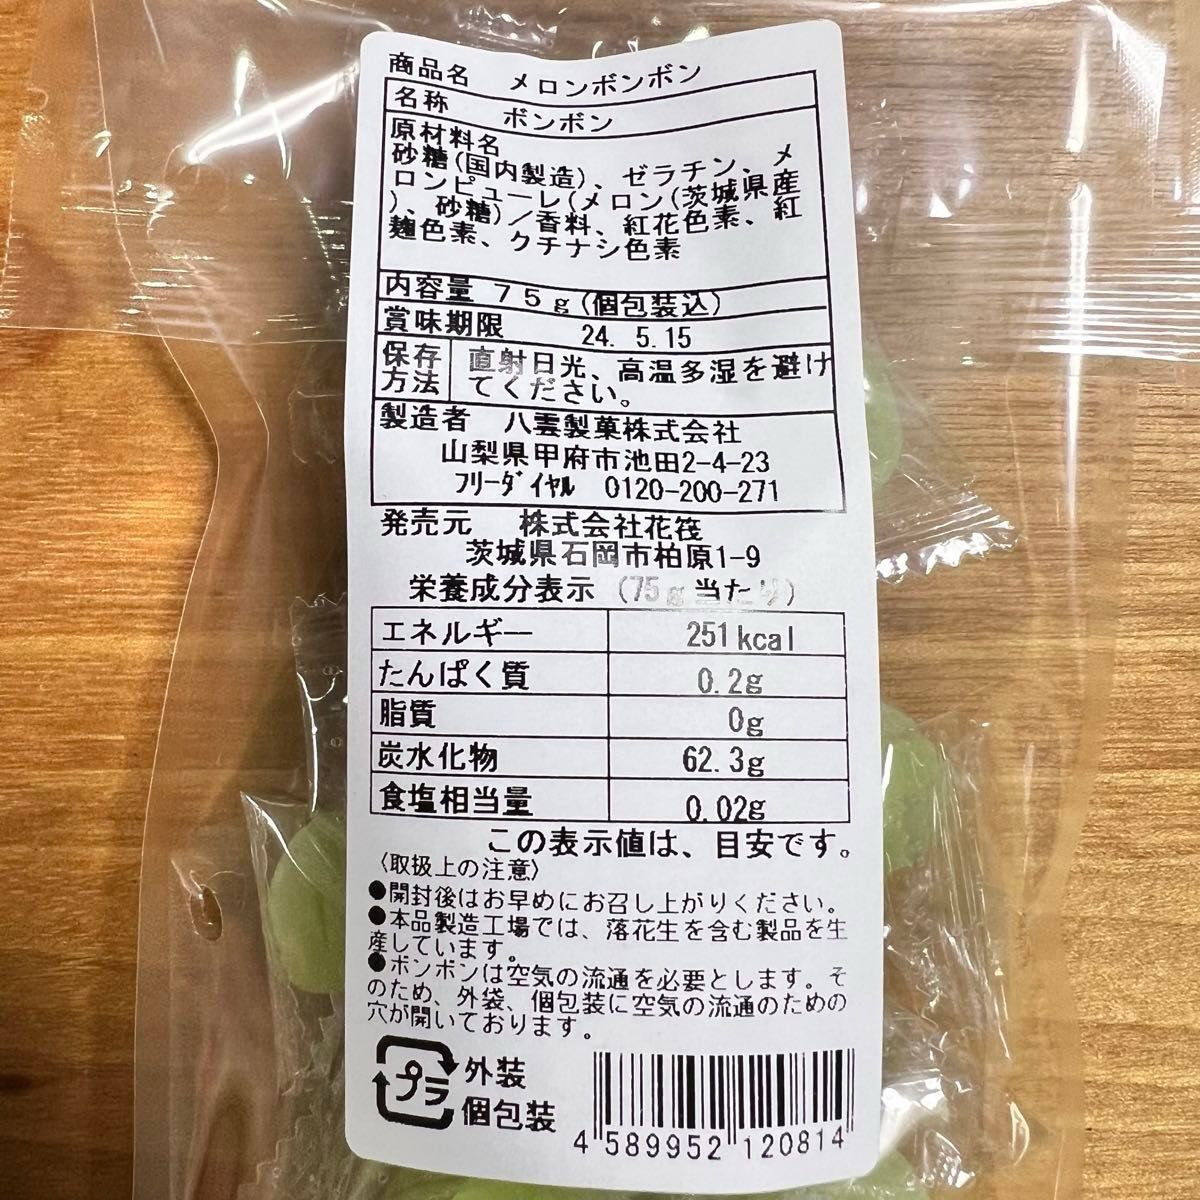 商品名　メロンボンボン
名称　ボンボン
原材料名
砂糖(国内製造)、ゼラチン、メ
ロンピューレ(メロン(茨城県産
)、砂糖)／香料、紅花色素、紅
麹色素、クチナシ色素
内容量　７５ｇ(個包装込)
賞味期限　24. 5.15
保存方法　直射日光、高温多湿を避け
てください。
製造者　八雲製菓株式会社
山梨県甲府市池田2-4-23
ﾌﾘｰﾀﾞｲﾔﾙ　0120-200-271
発売元　株式会社花筏
茨城県石岡市柏原1-9
栄養成分表示（75ｇ当たり）
エネルギー　251kcal
たんぱく質　0.2g
脂質　0g
炭水化物　62.3g
食塩相当量　0.02g
この表示値は、目安です。
〈取扱上の注意〉
●開封後はお早めにお召し上がりください。
●本品製造工場では、落花生を含む製品を生
産しています。
●ボンボンは空気の流通を必要とします。そ
のため、外袋、個包装に空気の流通のための
穴が開いております。
プラ　外装
個包装
4 589952 120814